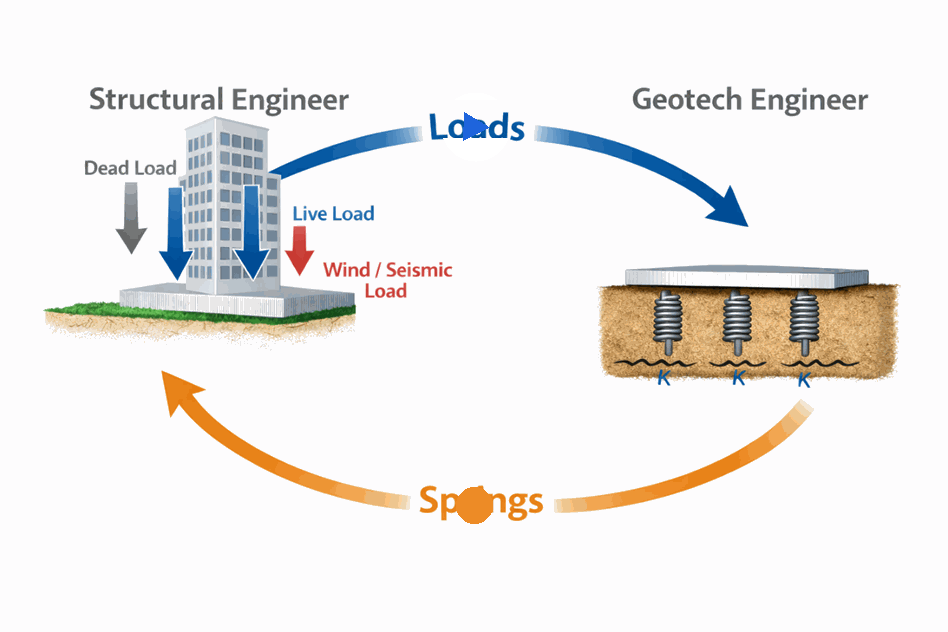 Structural Engineer
Geotech Engineer
Loads
Dead Load
Live Load
Wind / Seismic
Load
K
K
K
Springs